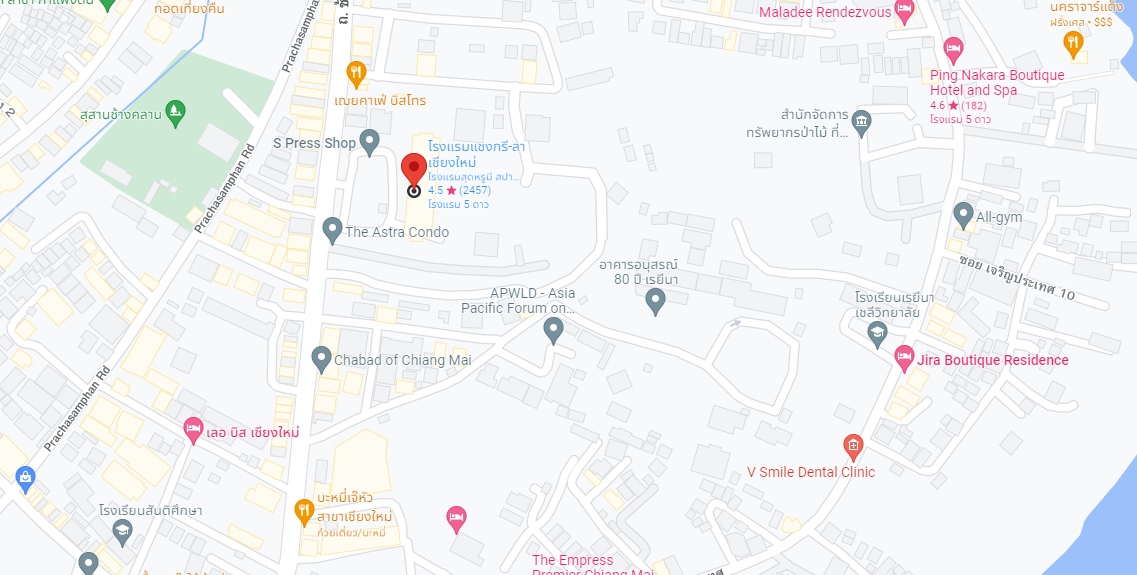 กอดเตี๋ยงคืน
Prachasamphan
Maladee Rendezvous
ฝรั่งเศส • $$$
Ping Nakara Boutique
Hotel and Spa
4.6 ★ (182)
โรงแรม 5 ดาว
เฌยคาเฟ่ บิสโทร
สุสานช้างคลาน
สำนักจัดการ
ทรัพยากรป่าไม้ ที่...
S Press Shop
โรงแรมแชงกรี-ลา
เชียงใหม่
โรงแรมสุดหรูมี สปา...
4.5 ★ (2457)
โรงแรม 5 ดาว
Prachasamphan Rd
The Astra Condo
All-gym
ซอย เจริญประเทศ 10
อาคารอนุสรณ์
80 ปี เรยีนา
APWLD - Asia
Pacific Forum on...
โรงเรียนเรยีนา
เชลีวิทยาลัย
Chabad of Chiang Mai
Jira Boutique Residence
Prachasamphan Rd
เลอ บิส เชียงใหม่
V Smile Dental Clinic
บะหมี่เจ๊หัว
สาขาเชียงใหม่
ก๋วยเตี๋ยว/บะหมี่
โรงเรียนสันติศึกษา
The Empress
Premier Chiang Mai